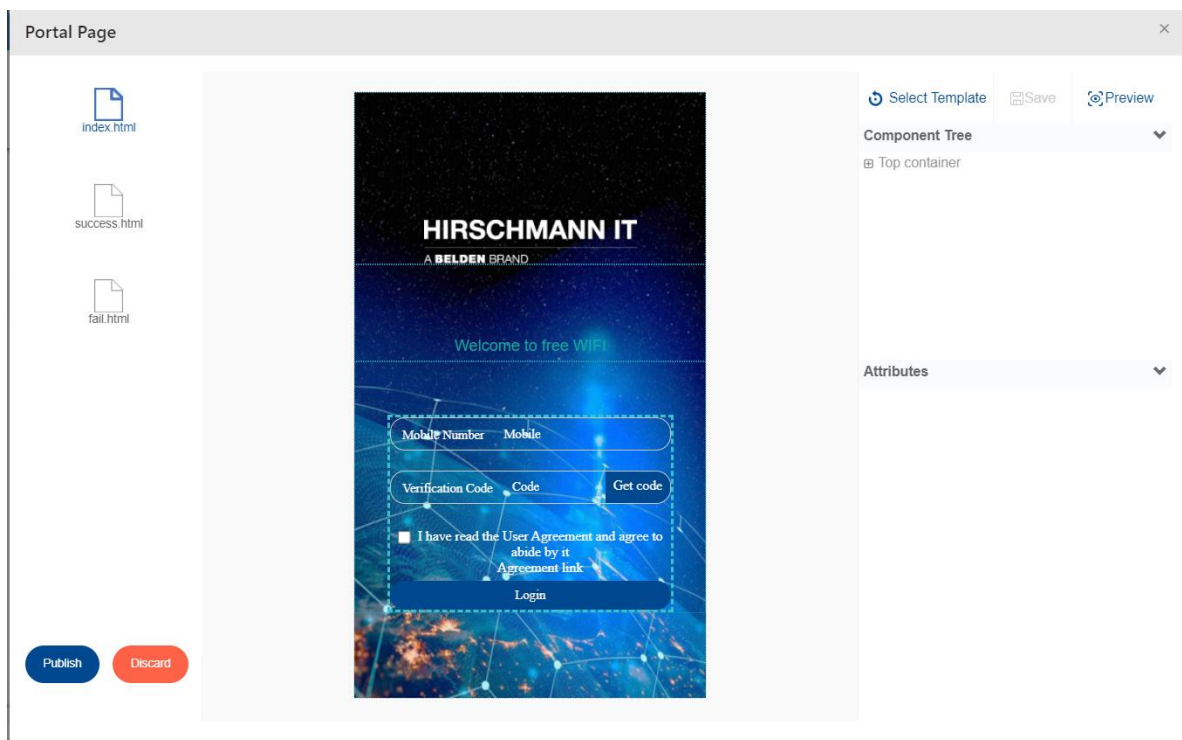 Portal Page
×
index.html
success.html
fail.html
Publish
Discard
HIRSCHMANN IT
A BELDEN BRAND
Welcome to free WIFI
Mobile Number Mobile
Verification Code Code Get code
I have read the User Agreement and agree to
abide by it
Agreement link
Login
Select Template Save Preview
Component Tree
Top container
Attributes